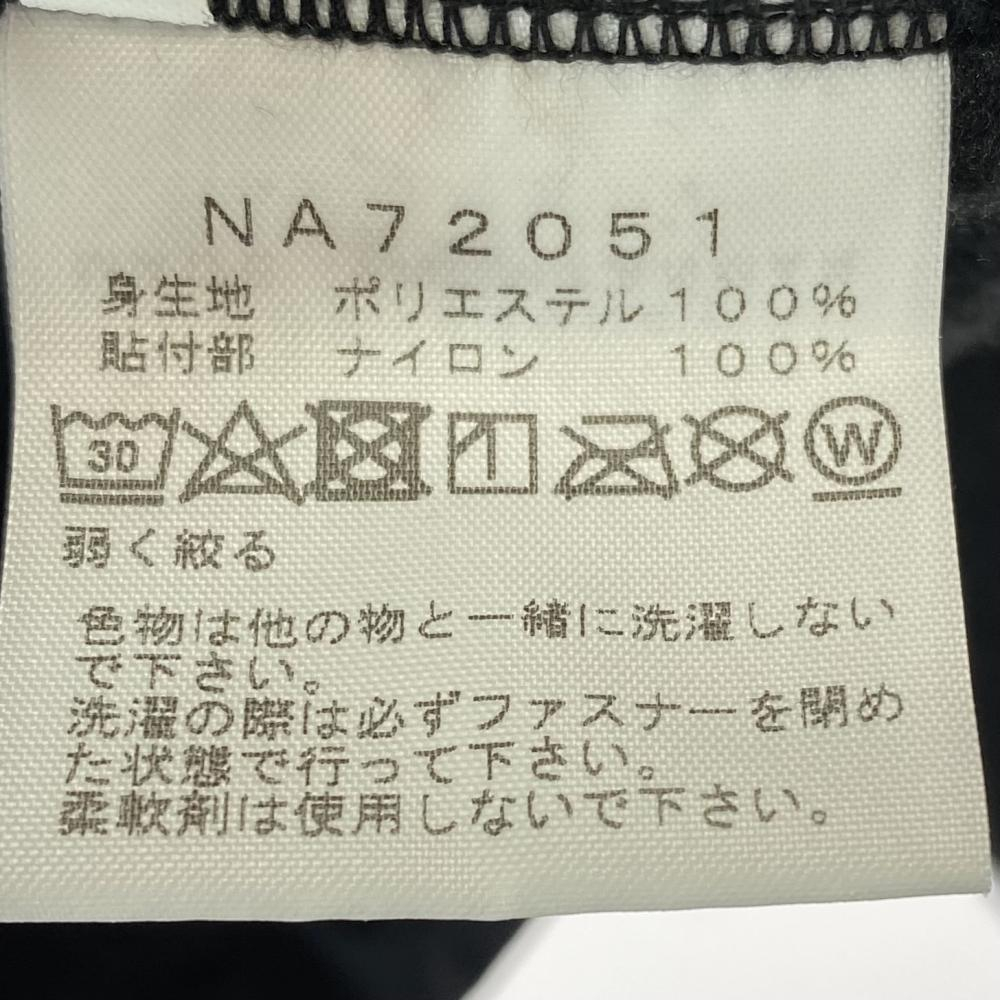 NA72051
身生地 ポリエステル100%
貼付部 ナイロン 100%
30 W
弱く絞る
色物は他の物と一緒に洗濯しない
で下さい。
洗濯の際は必ずファスナーを閉め
た状態で行って下さい。
柔軟剤は使用しないで下さい。